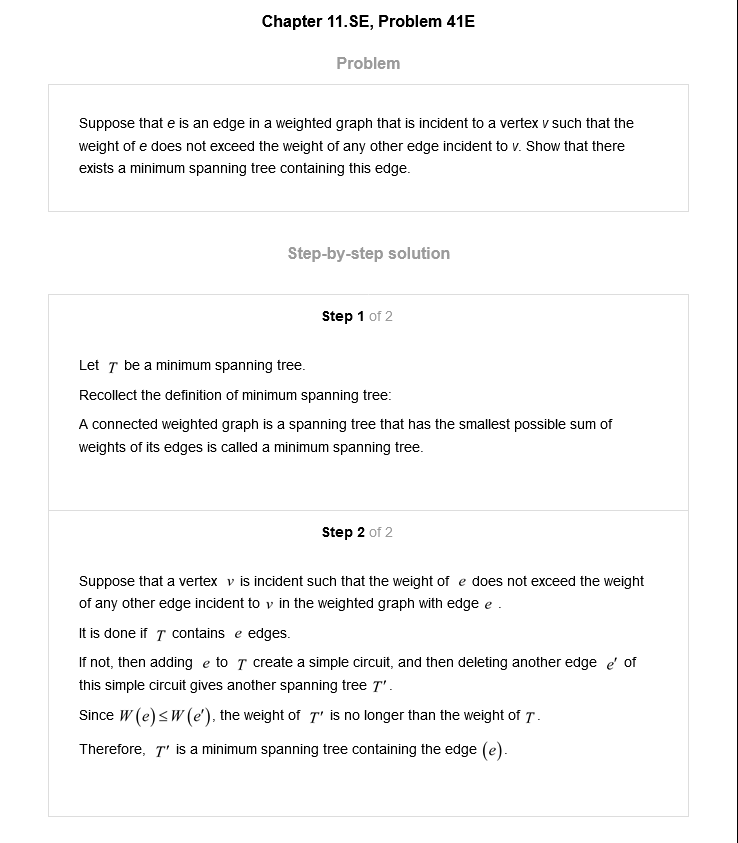 Chapter 11.SE, Problem 41E
Problem
Suppose that e is an edge in a weighted graph that is incident to a vertex v such that the
weight of e does not exceed the weight of any other edge incident to v. Show that there
exists a minimum spanning tree containing this edge.
Step-by-step solution
Step 1 of 2
Let T be a minimum spanning tree.
Recollect the definition of minimum spanning tree:
A connected weighted graph is a spanning tree that has the smallest possible sum of
weights of its edges is called a minimum spanning tree.
Step 2 of 2
Suppose that a vertex v is incident such that the weight of e does not exceed the weight
of any other edge incident to v in the weighted graph with edge e .
It is done if T contains e edges.
If not, then adding e to T create a simple circuit, and then deleting another edge e′ of
this simple circuit gives another spanning tree T′ .
Since W(e)≤W(e′), the weight of T′ is no longer than the weight of T .
Therefore, T′ is a minimum spanning tree containing the edge (e).